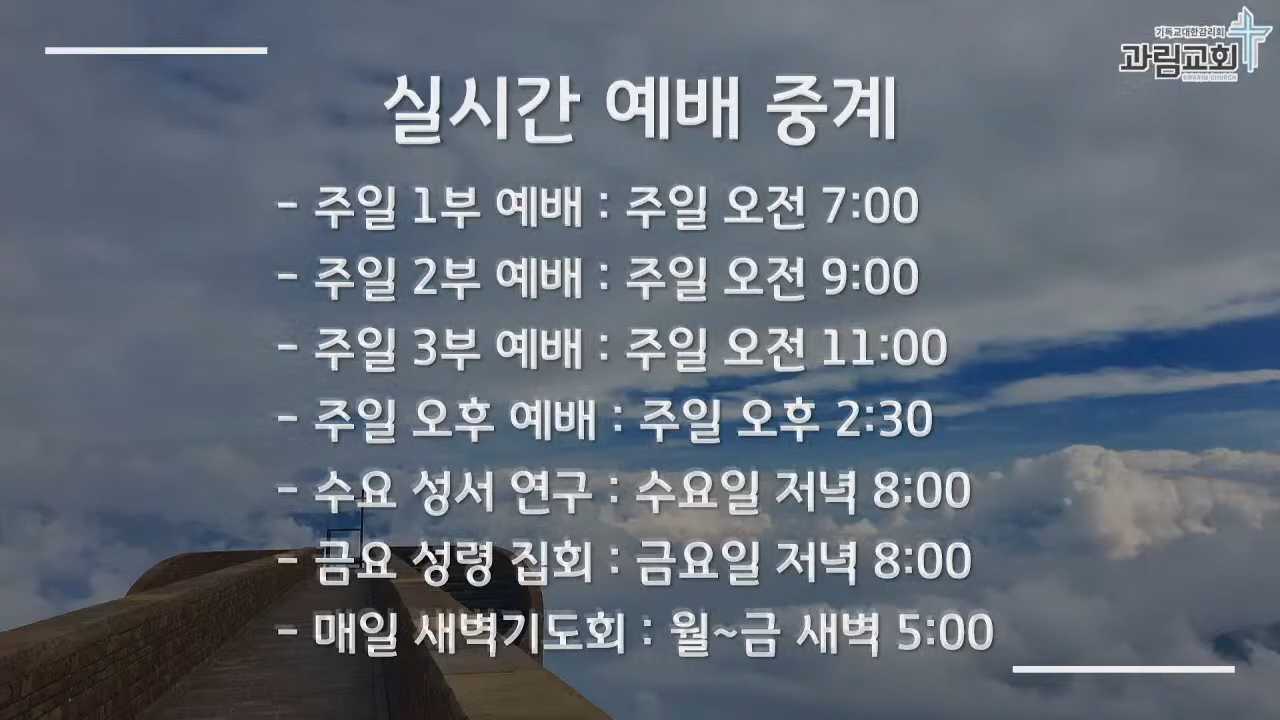 기독교대한감리회
과림교회
GWARIM CHURCH
실시간 예배 중계
- 주일 1부 예배 : 주일 오전 7:00
- 주일 2부 예배 : 주일 오전 9:00
- 주일 3부 예배 : 주일 오전 11:00
- 주일 오후 예배 : 주일 오후 2:30
- 수요 성서 연구 : 수요일 저녁 8:00
- 금요 성령 집회 : 금요일 저녁 8:00
- 매일 새벽기도회 : 월~금 새벽 5:00